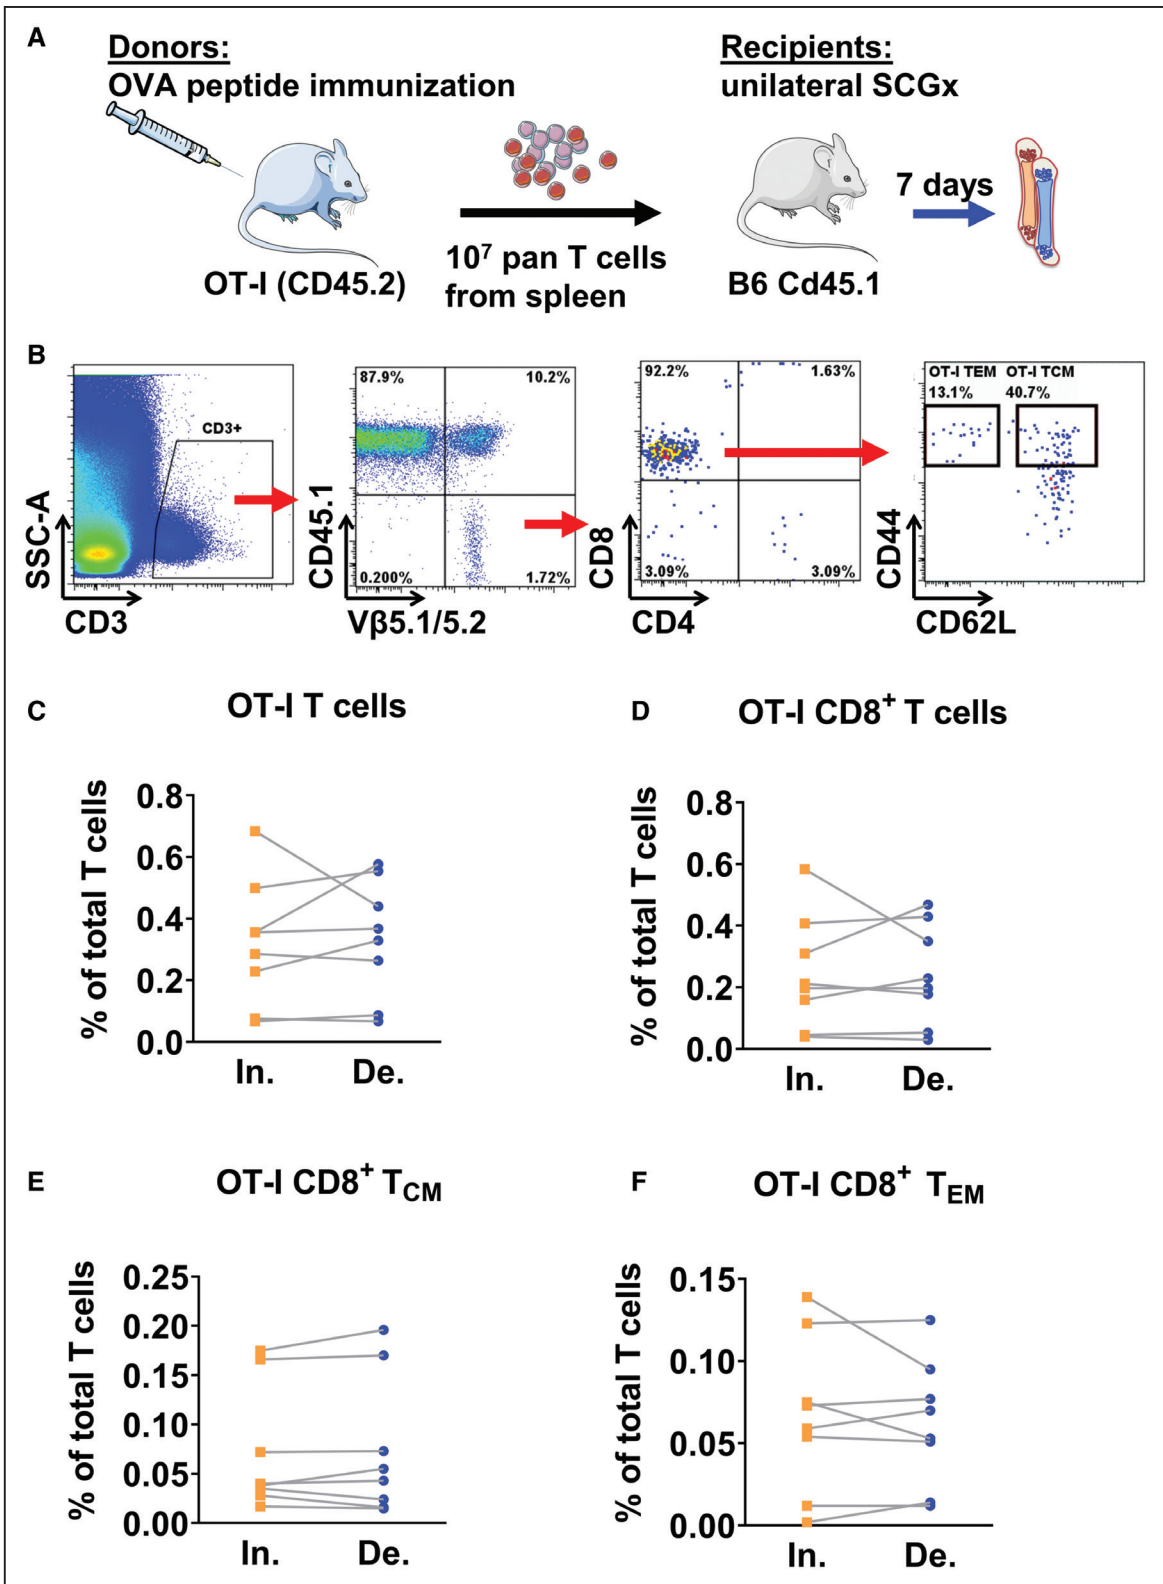 A
Donors:
OVA peptide immunization
Recipients:
unilateral SCGx
7 days
OT-I (CD45.2)
10⁷ pan T cells
from spleen
B6 Cd45.1
B
CD3+
SSC-A
CD3
87.9%
10.2%
0.200%
1.72%
CD45.1
Vβ5.1/5.2
92.2%
1.63%
3.09%
3.09%
CD8
CD4
OT-I TEM
13.1%
OT-I TCM
40.7%
CD44
CD62L
C
OT-I T cells
% of total T cells
0.8
0.6
0.4
0.2
0.0
In.
De.
D
OT-I CD8⁺ T cells
% of total T cells
0.8
0.6
0.4
0.2
0.0
In.
De.
E
OT-I CD8⁺ T_CM
% of total T cells
0.25
0.20
0.15
0.10
0.05
0.00
In.
De.
F
OT-I CD8⁺ T_EM
% of total T cells
0.15
0.10
0.05
0.00
In.
De.